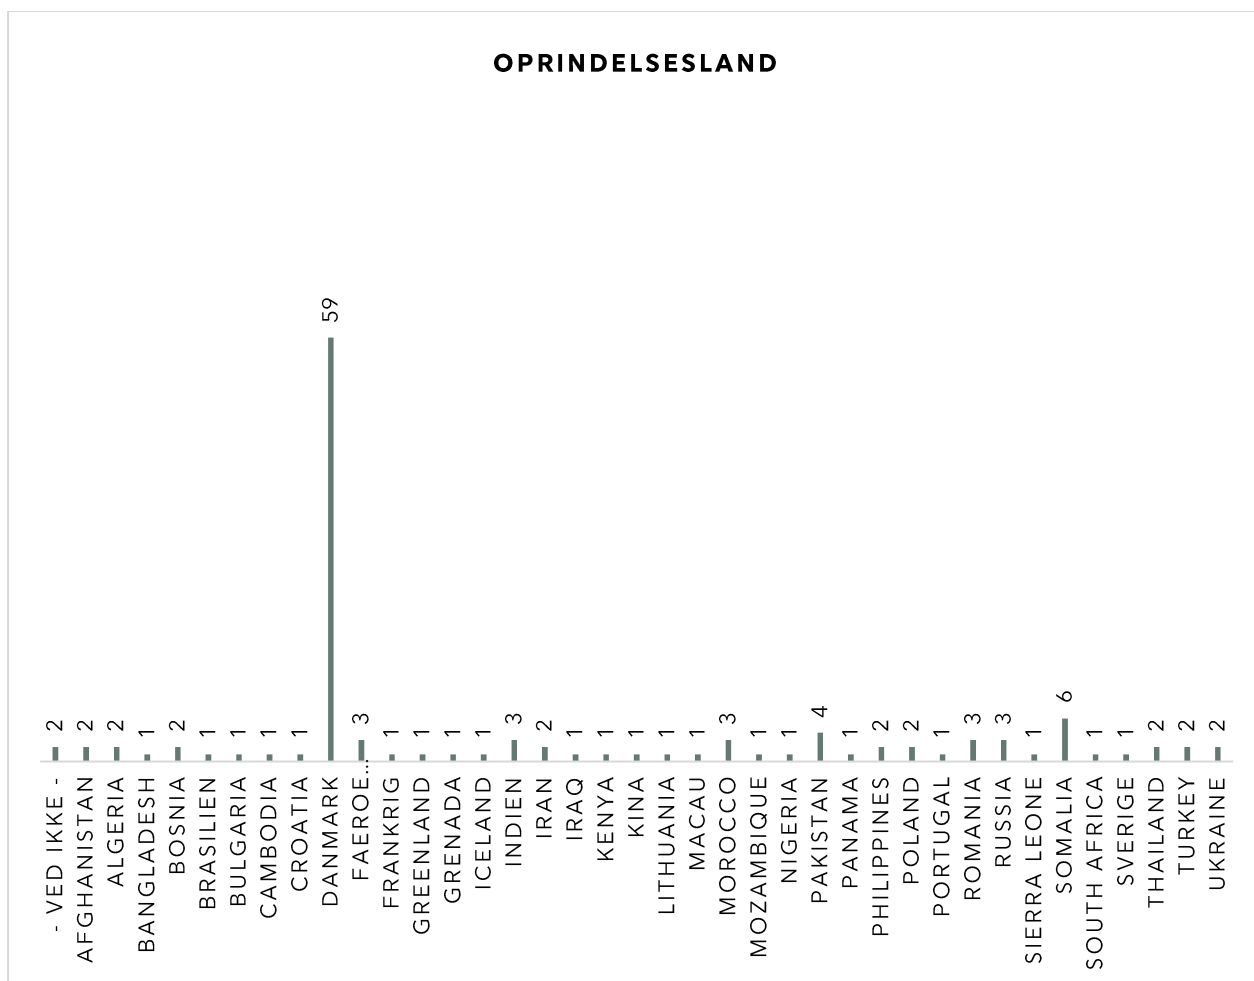 OPRINDELSESLAND
59
2
2
2
1
2
1
1
1
1
3
1
1
1
1
3
2
1
1
1
1
1
3
1
1
4
1
2
2
1
3
3
1
6
1
1
2
2
2
- VED IKKE -
AFGHANISTAN
ALGERIA
BANGLADESH
BOSNIA
BRASILIEN
BULGARIA
CAMBODIA
CROATIA
DANMARK
FAEROE…
FRANKRIG
GREENLAND
GRENADA
ICELAND
INDIEN
IRAN
IRAQ
KENYA
KINA
LITHUANIA
MACAU
MOROCCO
MOZAMBIQUE
NIGERIA
PAKISTAN
PANAMA
PHILIPPINES
POLAND
PORTUGAL
ROMANIA
RUSSIA
SIERRA LEONE
SOMALIA
SOUTH AFRICA
SVERIGE
THAILAND
TURKEY
UKRAINE